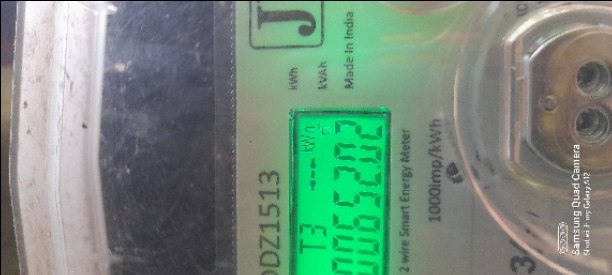 J
Made In India
kWh
kVAh
T3 --- kWh
0065202
DDZ1513
2 wire Smart Energy Meter
1000imp/kWh
Samsung Quad Camera
Shot with my Galaxy A12